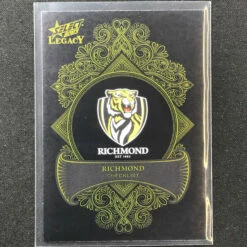 SELECT
LEGACY
RICHMOND
EST 1885
RICHMOND
CHECKLIST